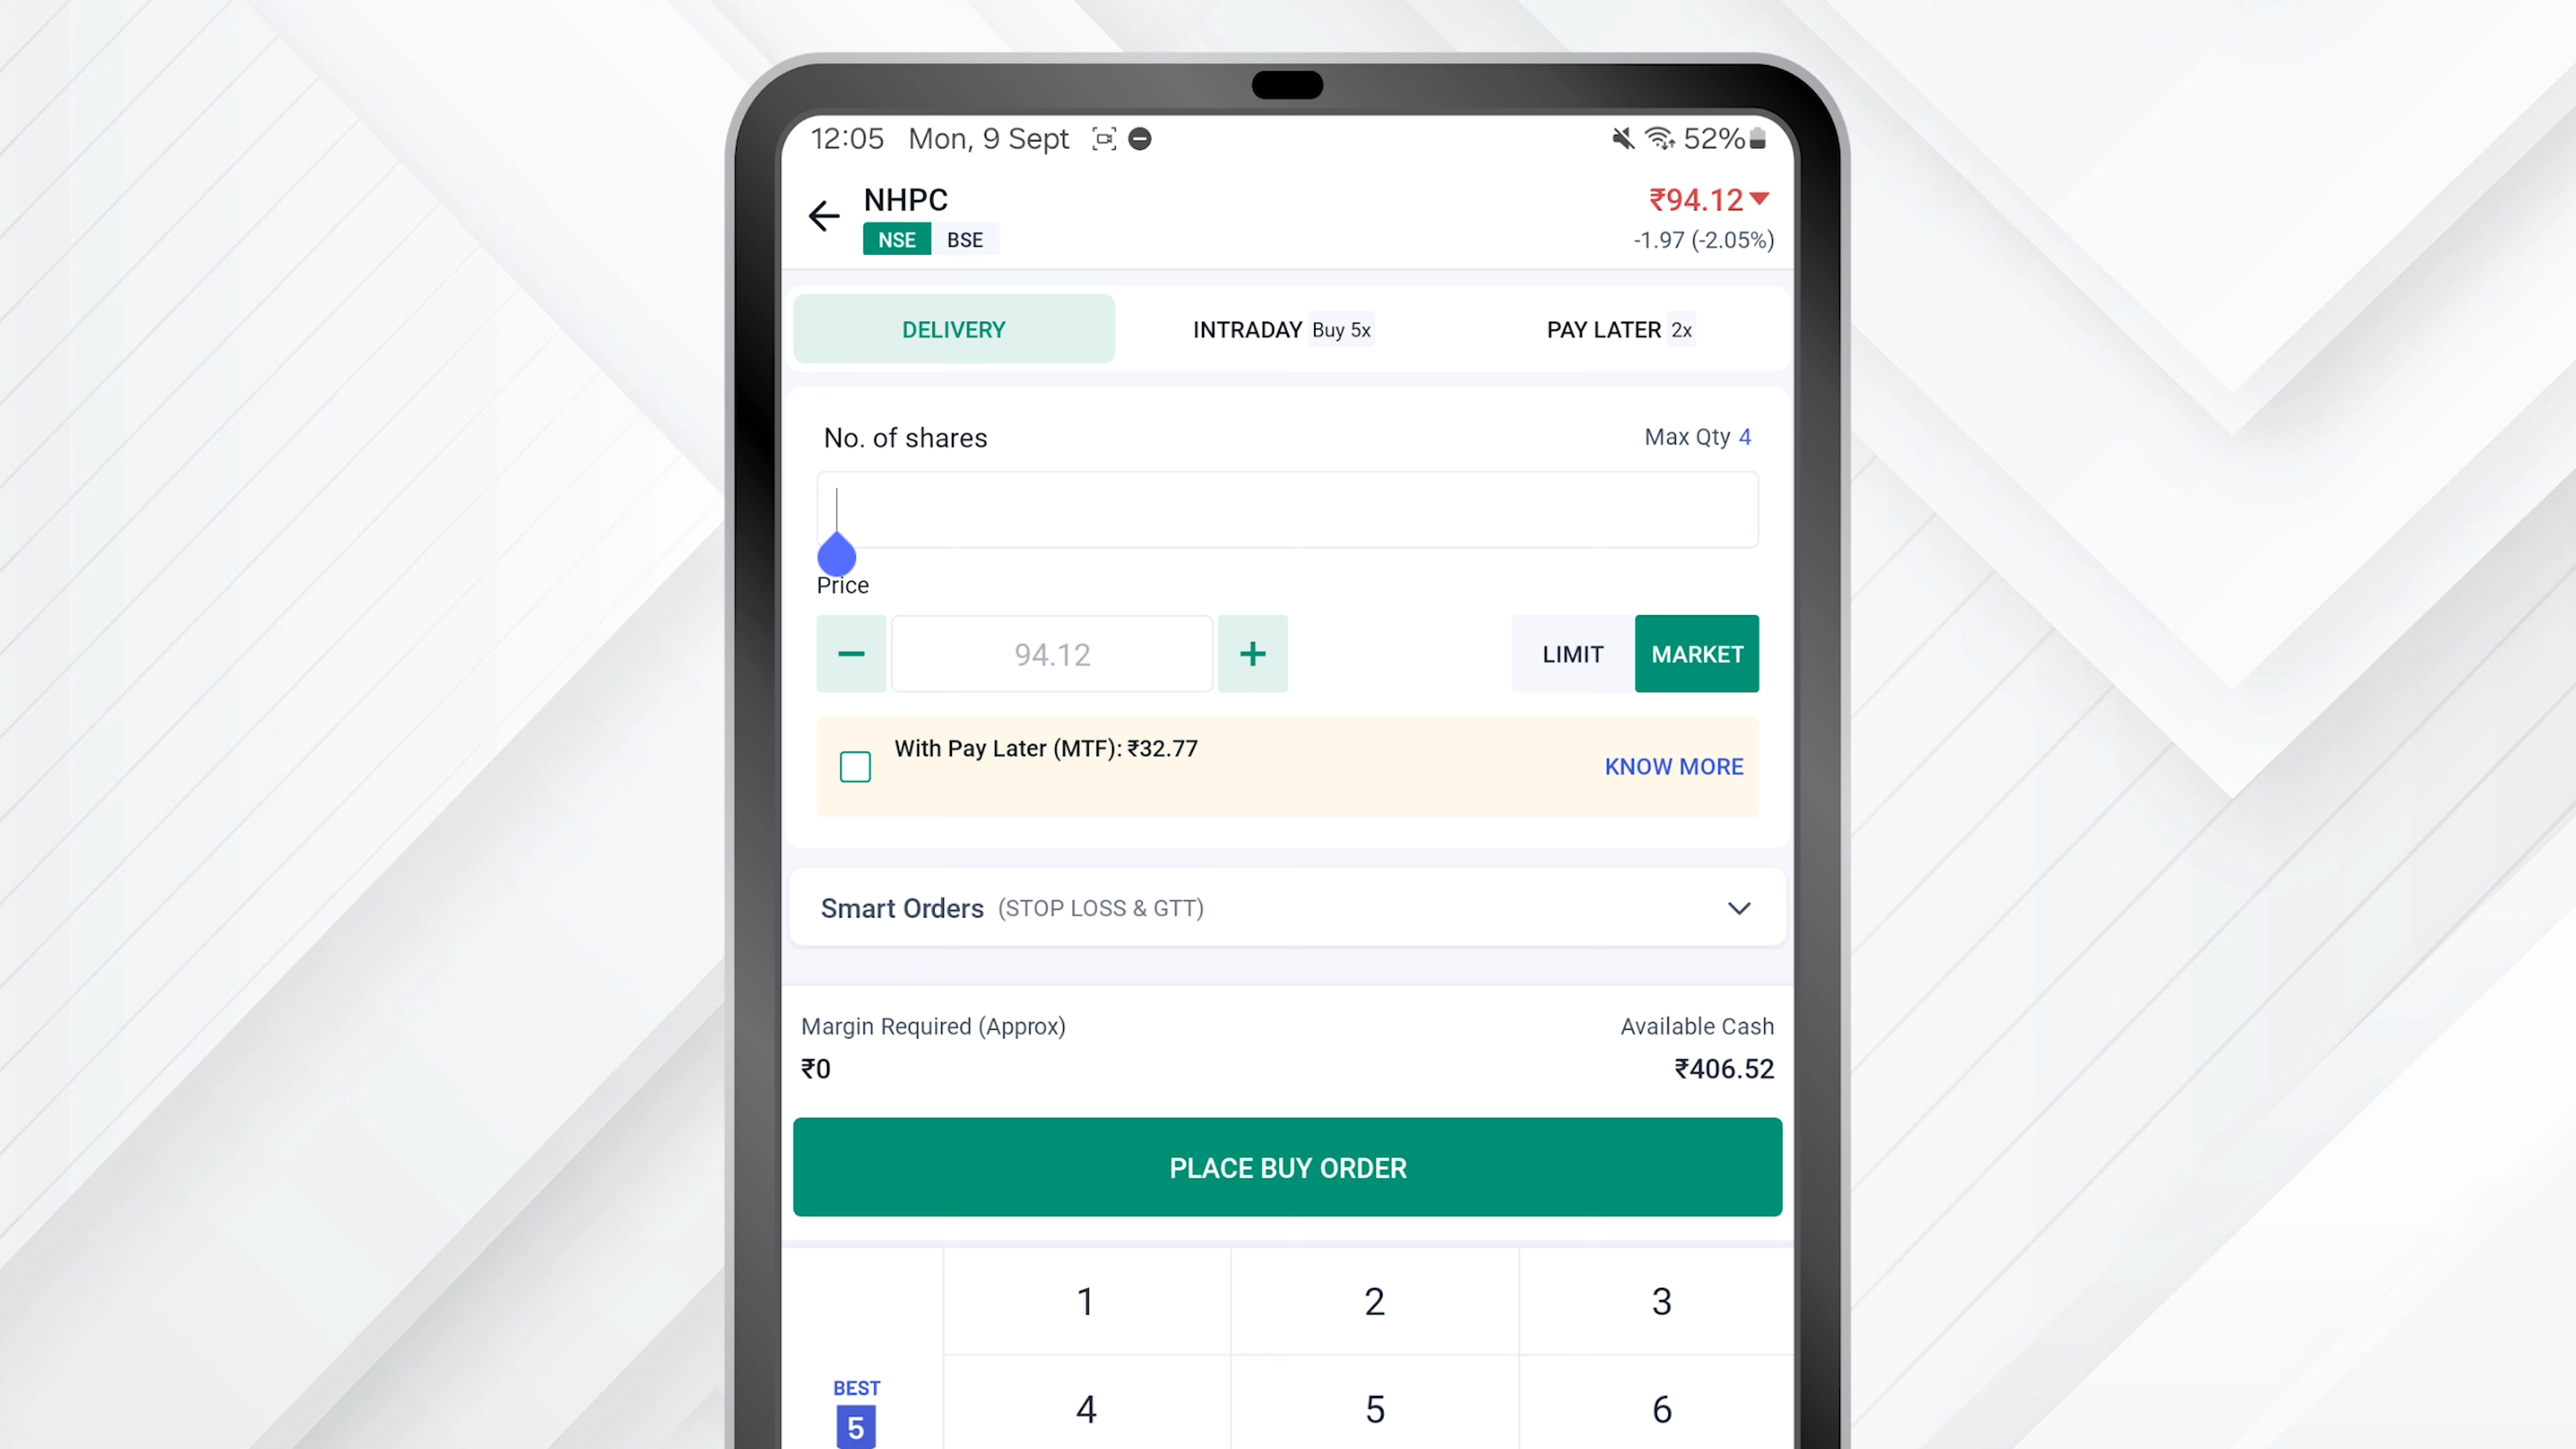 12:05 Mon, 9 Sept 52%
NHPC ₹94.12
NSE BSE -1.97 (-2.05%)
DELIVERY INTRADAY Buy 5x PAY LATER 2x
No. of shares Max Qty 4
Price
94.12 LIMIT MARKET
With Pay Later (MTF): ₹32.77
KNOW MORE
Smart Orders (STOP LOSS & GTT)
Margin Required (Approx) Available Cash
₹0 ₹406.52
PLACE BUY ORDER
1 2 3
BEST
5
4 5 6